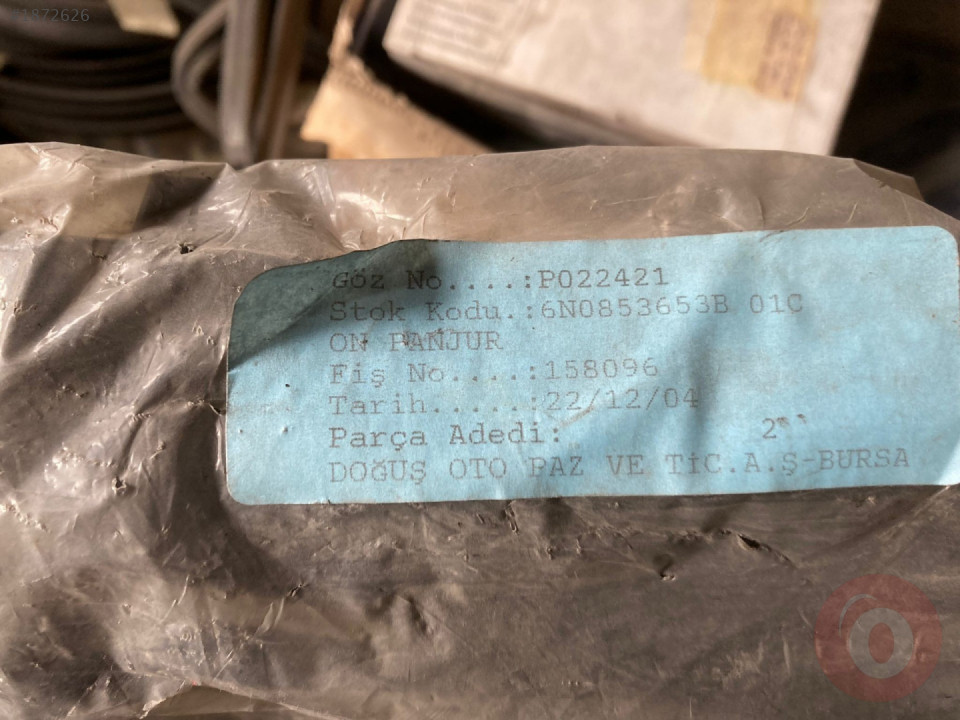 872626
Göz No....:P022421
Stok Kodu.:6N0853653B 01C
ON PANJUR
Fiş No....:158096
Tarih.....:22/12/04
Parça Adedi: 2
DOĞUŞ OTO PAZ VE TİC.A.Ş-BURSA